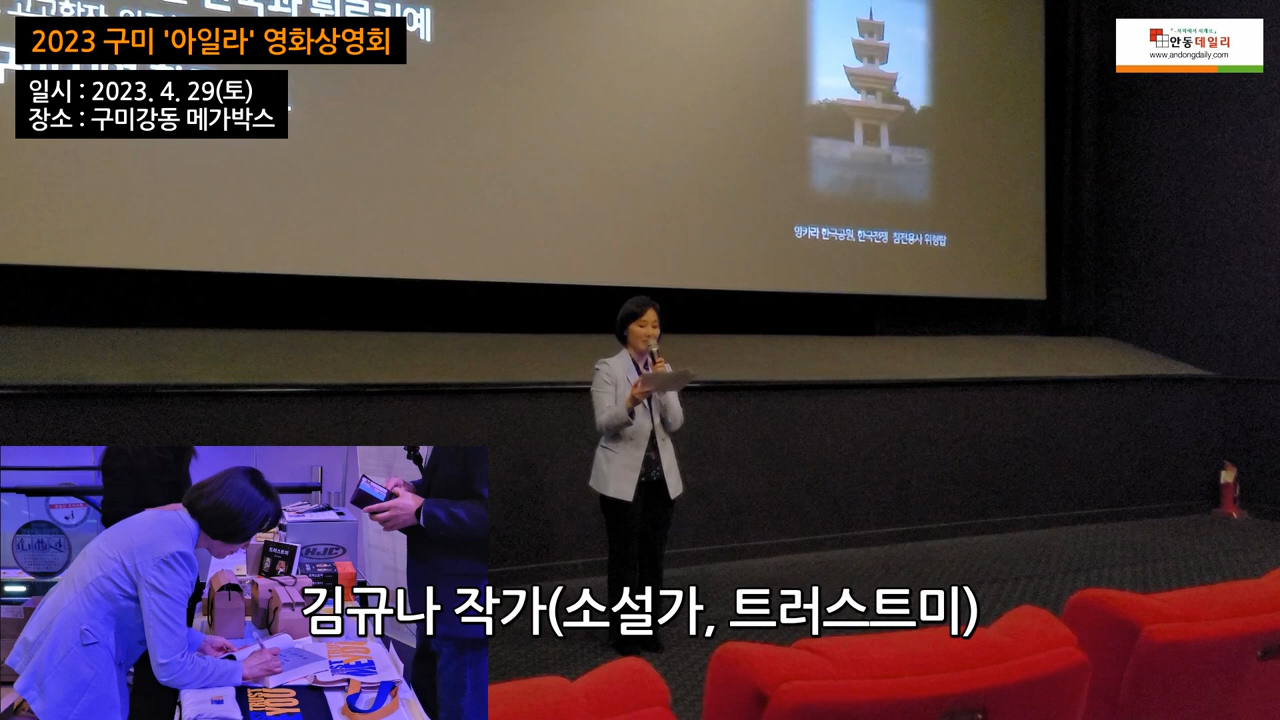 2023 구미 '아일라' 영화상영회
일시 : 2023. 4. 29(토)
장소 : 구미강동 메가박스
안동데일리
www.andongdaily.com
앙카라 한국공원, 한국전쟁 참전용사 위령탑
HJC
트러스트미
김규나 작가(소설가, 트러스트미)